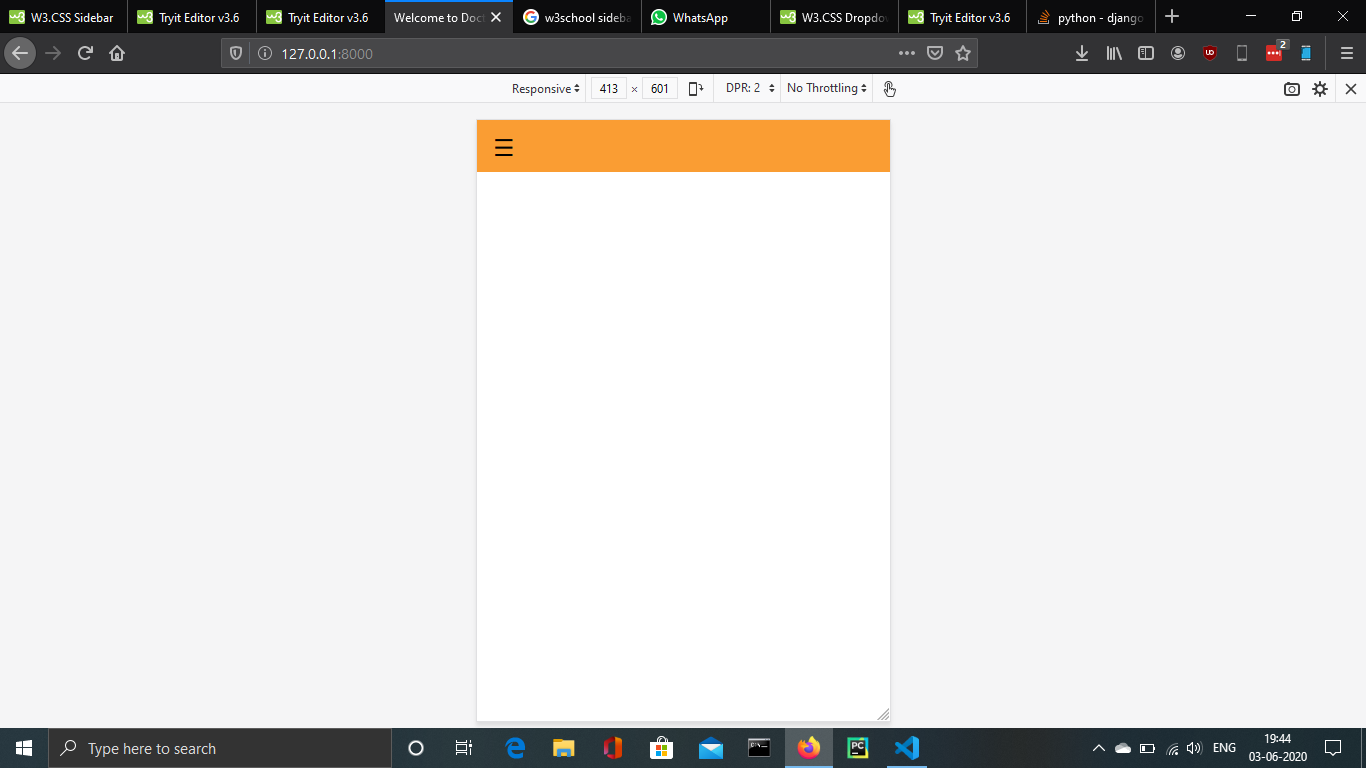 W3.CSS Sidebar Tryit Editor v3.6 Tryit Editor v3.6 Welcome to Doct w3school sideba WhatsApp W3.CSS Dropdov Tryit Editor v3.6 python - django
127.0.0.1:8000 2
Responsive 413 × 601 DPR: 2 No Throttling
Type here to search ENG 19:44
03-06-2020